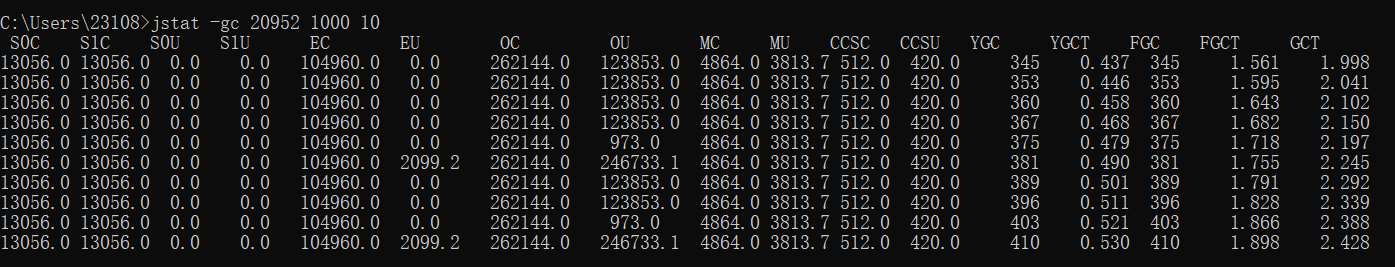 C:\Users\23108>jstat -gc 20952 1000 10
S0C S1C S0U S1U EC EU OC OU MC MU CCSC CCSU YGC YGCT FGC FGCT GCT
13056.0 13056.0 0.0 0.0 104960.0 0.0 262144.0 123853.0 4864.0 3813.7 512.0 420.0 345 0.437 345 1.561 1.998
13056.0 13056.0 0.0 0.0 104960.0 0.0 262144.0 123853.0 4864.0 3813.7 512.0 420.0 353 0.446 353 1.595 2.041
13056.0 13056.0 0.0 0.0 104960.0 0.0 262144.0 123853.0 4864.0 3813.7 512.0 420.0 360 0.458 360 1.643 2.102
13056.0 13056.0 0.0 0.0 104960.0 0.0 262144.0 123853.0 4864.0 3813.7 512.0 420.0 367 0.468 367 1.682 2.150
13056.0 13056.0 0.0 0.0 104960.0 0.0 262144.0 973.0 4864.0 3813.7 512.0 420.0 375 0.479 375 1.718 2.197
13056.0 13056.0 0.0 0.0 104960.0 2099.2 262144.0 246733.1 4864.0 3813.7 512.0 420.0 381 0.490 381 1.755 2.245
13056.0 13056.0 0.0 0.0 104960.0 0.0 262144.0 123853.0 4864.0 3813.7 512.0 420.0 389 0.501 389 1.791 2.292
13056.0 13056.0 0.0 0.0 104960.0 0.0 262144.0 123853.0 4864.0 3813.7 512.0 420.0 396 0.511 396 1.828 2.339
13056.0 13056.0 0.0 0.0 104960.0 0.0 262144.0 973.0 4864.0 3813.7 512.0 420.0 403 0.521 403 1.866 2.388
13056.0 13056.0 0.0 0.0 104960.0 2099.2 262144.0 246733.1 4864.0 3813.7 512.0 420.0 410 0.530 410 1.898 2.428